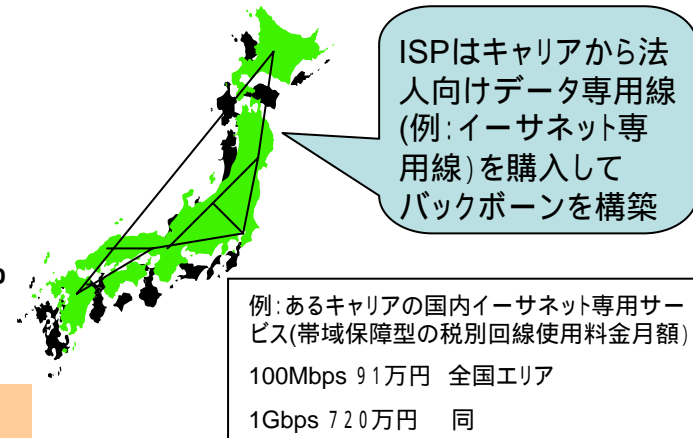 ISPはキャリアから法
人向けデータ専用線
(例:イーサネット専
用線)を購入して
バックボーンを構築
例:あるキャリアの国内イーサネット専用サー
ビス(帯域保障型の税別回線使用料金月額)
100Mbps 91万円 全国エリア
1Gbps 720万円 同